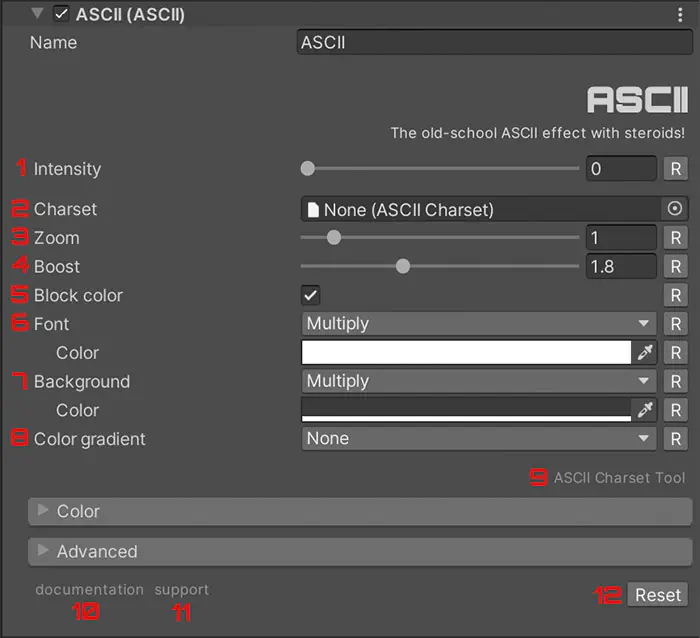 ASCII (ASCII)
Name ASCII
ASCII
The old-school ASCII effect with steroids!
1 Intensity 0 R
2 Charset None (ASCII Charset)
3 Zoom 1 R
4 Boost 1.8 R
5 Block color R
6 Font Multiply R
Color R
7 Background Multiply R
Color R
8 Color gradient None R
9 ASCII Charset Tool
Color
Advanced
documentation support
10 11 12 Reset